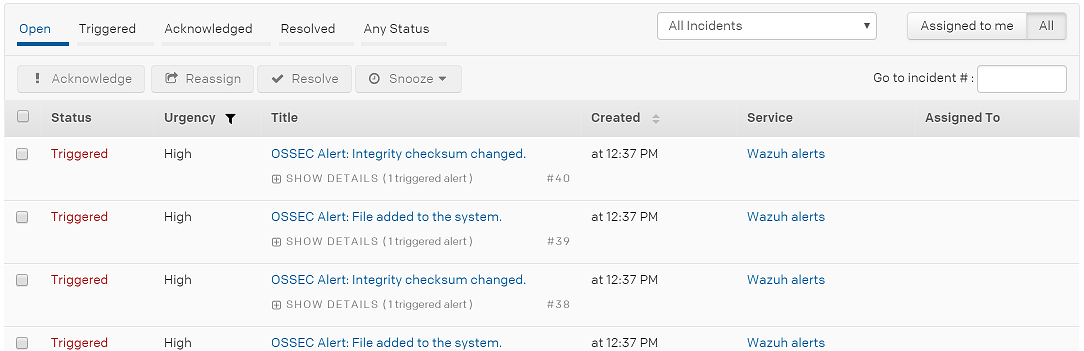 Open Triggered Acknowledged Resolved Any Status All Incidents Assigned to me All
Acknowledge Reassign Resolve Snooze Go to incident # :
Status Urgency Title Created Service Assigned To
Triggered High OSSEC Alert: Integrity checksum changed. at 12:37 PM Wazuh alerts
SHOW DETAILS (1 triggered alert) #40
Triggered High OSSEC Alert: File added to the system. at 12:37 PM Wazuh alerts
SHOW DETAILS (1 triggered alert) #39
Triggered High OSSEC Alert: Integrity checksum changed. at 12:37 PM Wazuh alerts
SHOW DETAILS (1 triggered alert) #38
Triggered High OSSEC Alert: File added to the system. at 12:37 PM Wazuh alerts